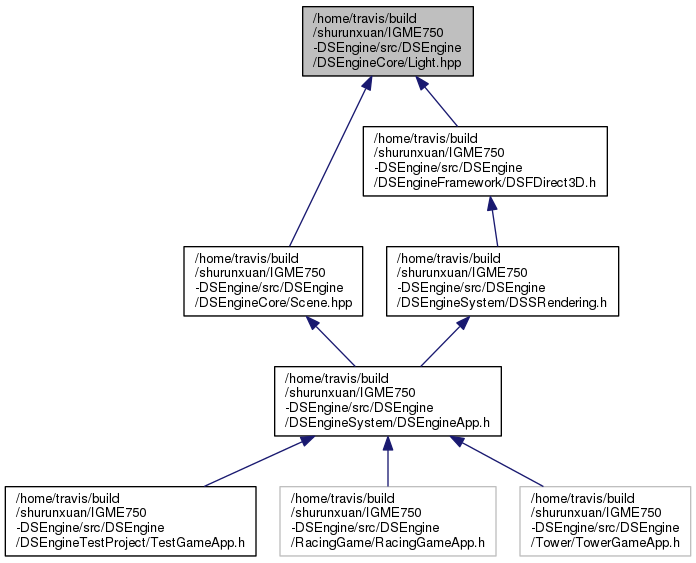 /home/travis/build
/shurunxuan/IGME750
-DSEngine/src/DSEngine
/DSEngineCore/Light.hpp
/home/travis/build
/shurunxuan/IGME750
-DSEngine/src/DSEngine
/DSEngineFramework/DSFDirect3D.h
/home/travis/build
/shurunxuan/IGME750
-DSEngine/src/DSEngine
/DSEngineCore/Scene.hpp
/home/travis/build
/shurunxuan/IGME750
-DSEngine/src/DSEngine
/DSEngineSystem/DSSRendering.h
/home/travis/build
/shurunxuan/IGME750
-DSEngine/src/DSEngine
/DSEngineSystem/DSEngineApp.h
/home/travis/build
/shurunxuan/IGME750
-DSEngine/src/DSEngine
/DSEngineTestProject/TestGameApp.h
/home/travis/build
/shurunxuan/IGME750
-DSEngine/src/DSEngine
/RacingGame/RacingGameApp.h
/home/travis/build
/shurunxuan/IGME750
-DSEngine/src/DSEngine
/Tower/TowerGameApp.h